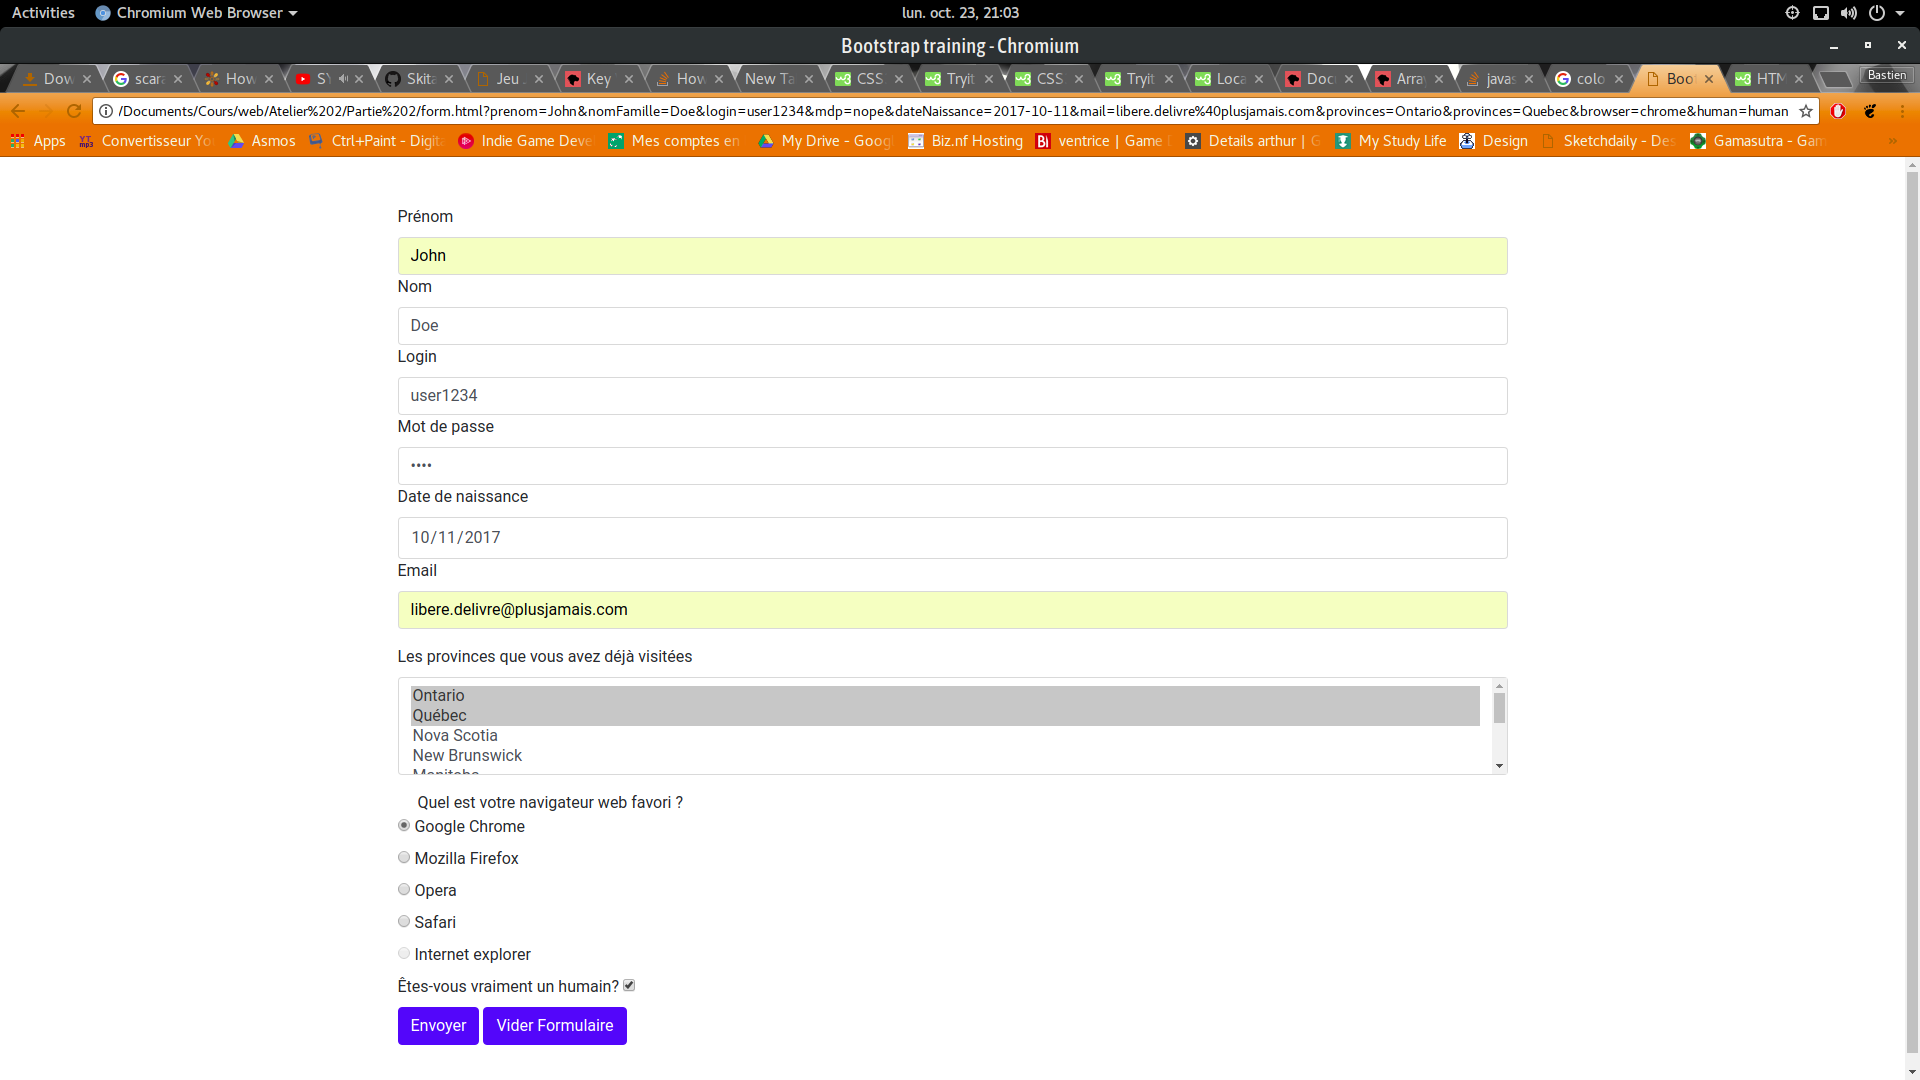 Activities Chromium Web Browser lun. oct. 23, 21:03
Bootstrap training - Chromium
Dow scara How SY Skita Jeu Key How New Ta CSS Tryit CSS Tryit Loca Doc Array javas colo Boo HTM Bastien
/Documents/Cours/web/Atelier%202/Partie%202/form.html?prenom=John&nomFamille=Doe&login=user1234&mdp=nope&dateNaissance=2017-10-11&mail=libere.delivre%40plusjamais.com&provinces=Ontario&provinces=Quebec&browser=chrome&human=human
Apps Convertisseur You Asmos Ctrl+Paint - Digita Indie Game Deve Mes comptes en My Drive - Goog Biz.nf Hosting ventrice | Game Details arthur | G My Study Life Design Sketchdaily - Des Gamasutra - Gam »
Prénom
John
Nom
Doe
Login
user1234
Mot de passe
••••
Date de naissance
10/11/2017
Email
libere.delivre@plusjamais.com
Les provinces que vous avez déjà visitées
Ontario
Québec
Nova Scotia
New Brunswick
Manitoba
Quel est votre navigateur web favori ?
Google Chrome
Mozilla Firefox
Opera
Safari
Internet explorer
Êtes-vous vraiment un humain?
Envoyer Vider Formulaire